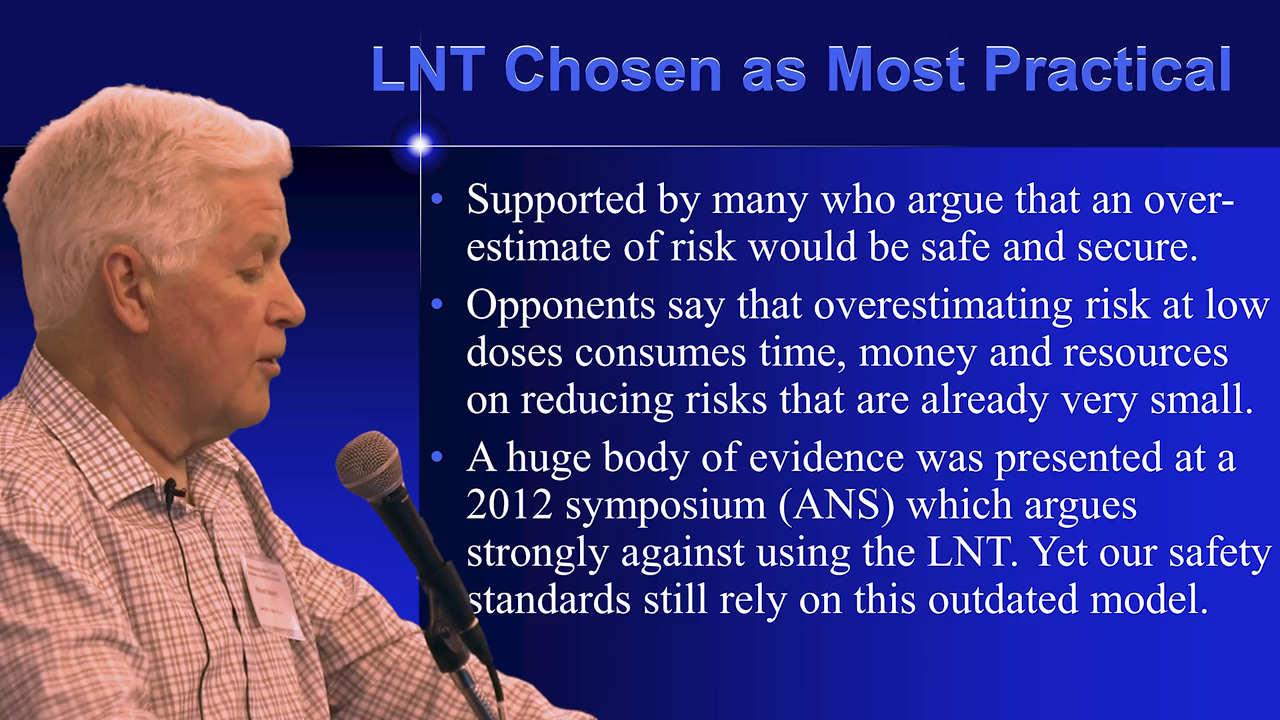 LNT Chosen as Most Practical
• Supported by many who argue that an over-
estimate of risk would be safe and secure.
• Opponents say that overestimating risk at low
doses consumes time, money and resources
on reducing risks that are already very small.
• A huge body of evidence was presented at a
2012 symposium (ANS) which argues
strongly against using the LNT. Yet our safety
standards still rely on this outdated model.